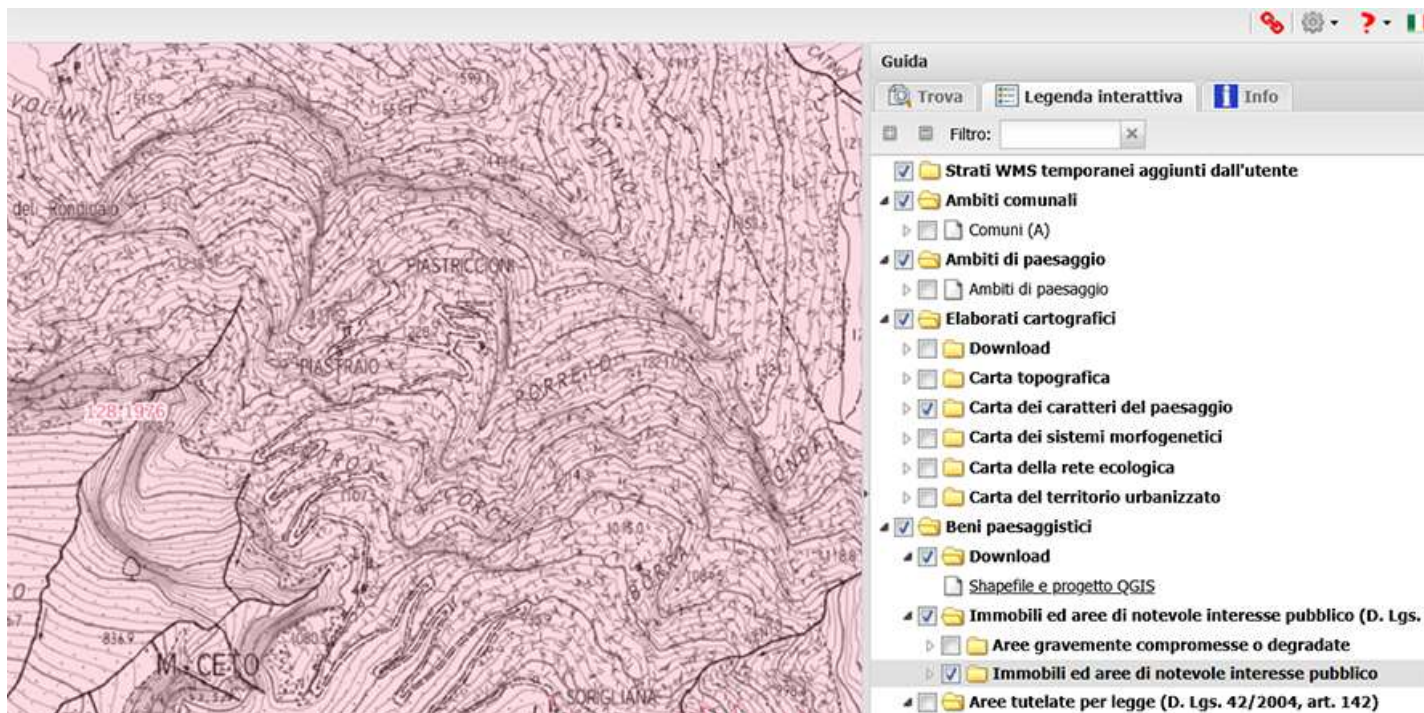 Guida
Trova Legenda interattiva Info
Filtro:
Strati WMS temporanei aggiunti dall'utente
Ambiti comunali
Comuni (A)
Ambiti di paesaggio
Ambiti di paesaggio
Elaborati cartografici
Download
Carta topografica
Carta dei caratteri del paesaggio
Carta dei sistemi morfogenetici
Carta della rete ecologica
Carta del territorio urbanizzato
Beni paesaggistici
Download
Shapefile e progetto QGIS
Immobili ed aree di notevole interesse pubblico (D. Lgs.
Aree gravemente compromesse o degradate
Immobili ed aree di notevole interesse pubblico
Aree tutelate per legge (D. Lgs. 42/2004, art. 142)
PIASTRICCIONI
PIASTRAIO
PORRETO
128.1976
836.9
M. CETO
SORIGLIANA